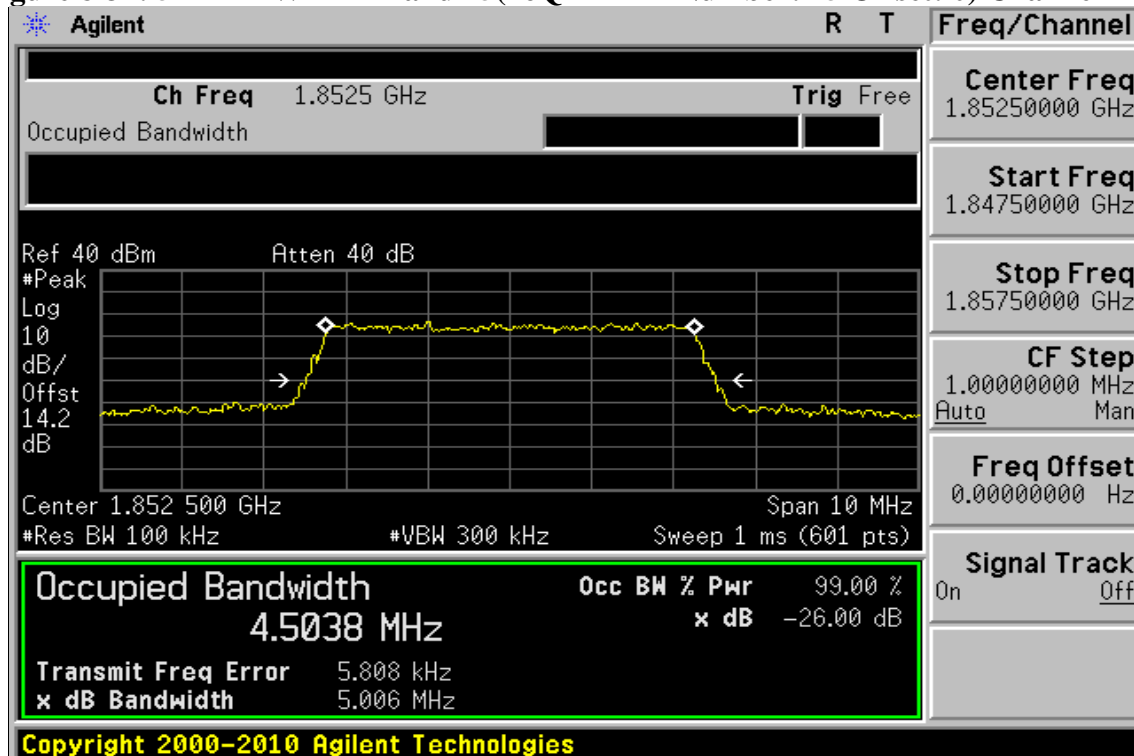 Agilent R T Freq/Channel
Ch Freq 1.8525 GHz Trig Free
Occupied Bandwidth
Center Freq
1.85250000 GHz
Start Freq
1.84750000 GHz
Stop Freq
1.85750000 GHz
CF Step
1.00000000 MHz
Auto Man
Freq Offset
0.00000000 Hz
Signal Track
On Off
Ref 40 dBm Atten 40 dB
#Peak
Log
10
dB/
Offst
14.2
dB
Center 1.852 500 GHz Span 10 MHz
#Res BW 100 kHz #VBW 300 kHz Sweep 1 ms (601 pts)
Occupied Bandwidth Occ BW % Pwr 99.00 %
4.5038 MHz x dB -26.00 dB
Transmit Freq Error 5.808 kHz
x dB Bandwidth 5.006 MHz
Copyright 2000-2010 Agilent Technologies